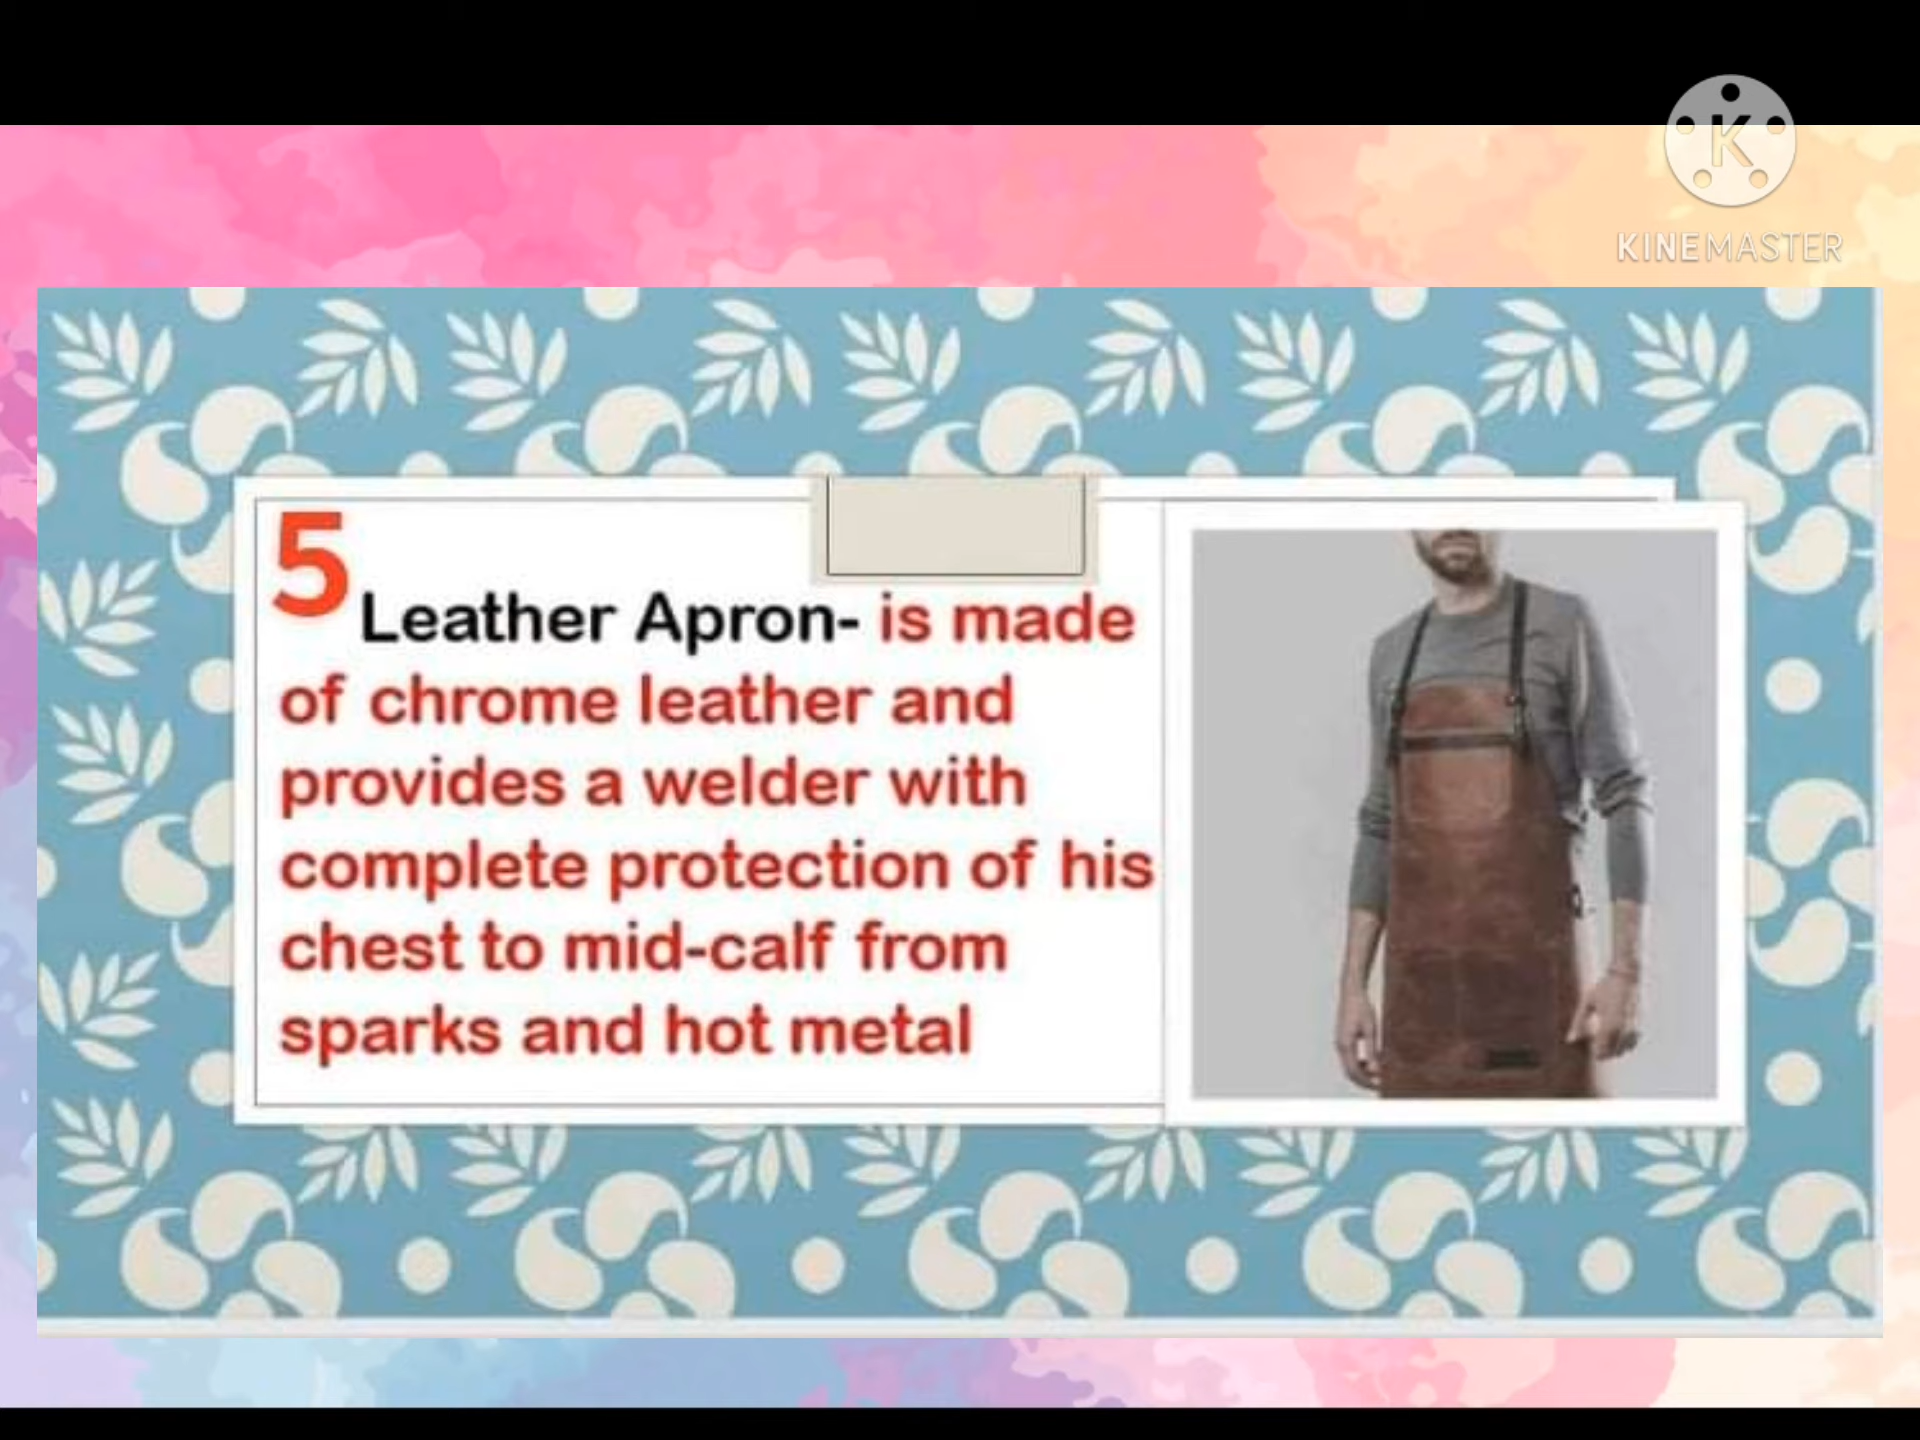 K
KINEMASTER
5
Leather Apron- is made
of chrome leather and
provides a welder with
complete protection of his
chest to mid-calf from
sparks and hot metal